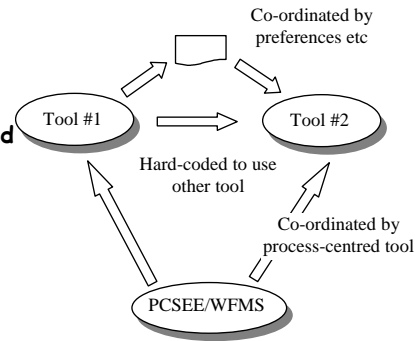 Co-ordinated by
preferences etc
d
Tool #1
Tool #2
Hard-coded to use
other tool
Co-ordinated by
process-centred tool
PCSEE/WFMS